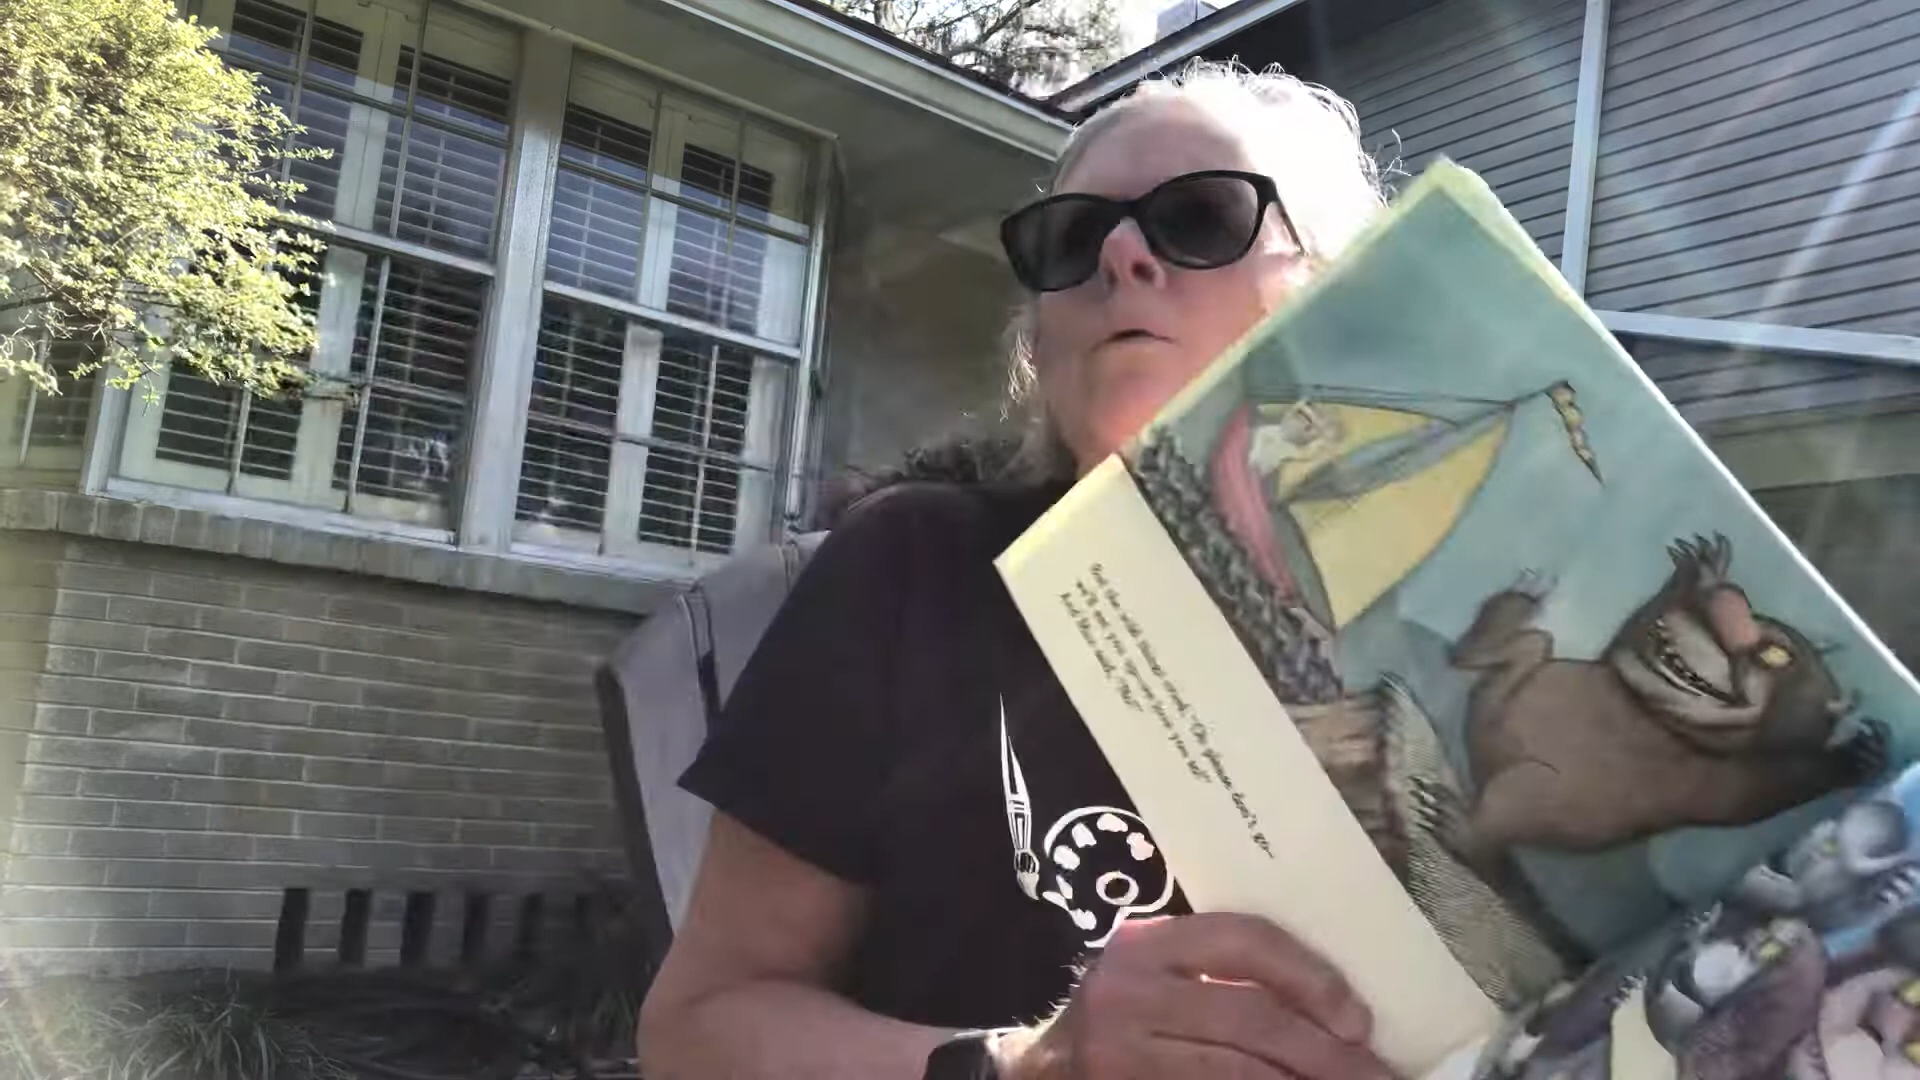 But the wild things cried, "Oh please don't go—
we'll eat you up—we love you so!"
And Max said, "No!"